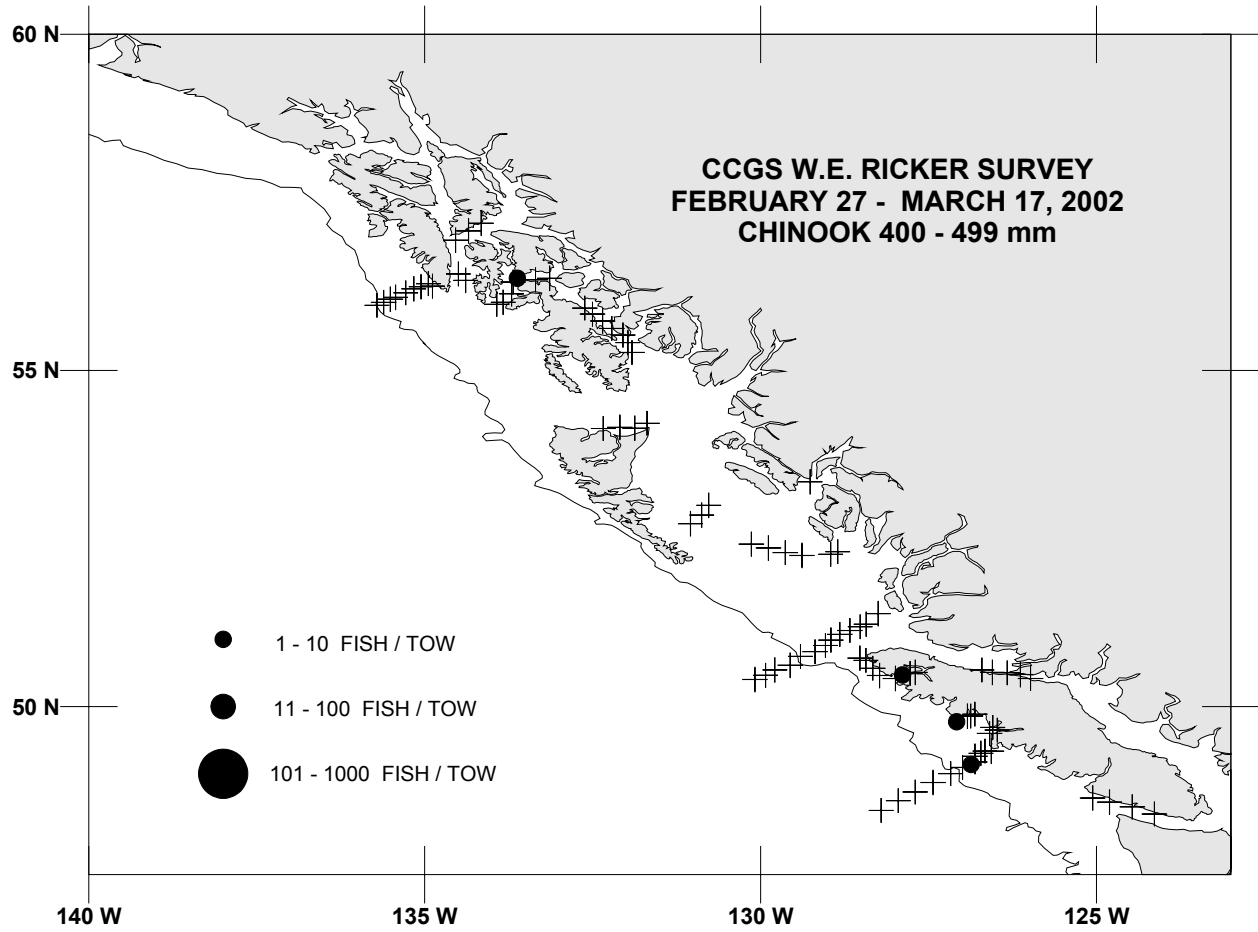 60 N
CCGS W.E. RICKER SURVEY
FEBRUARY 27 - MARCH 17, 2002
CHINOOK 400 - 499 mm
55 N
1 - 10 FISH / TOW
50 N
11 - 100 FISH / TOW
101 - 1000 FISH / TOW
140 W
135 W
130 W
125 W